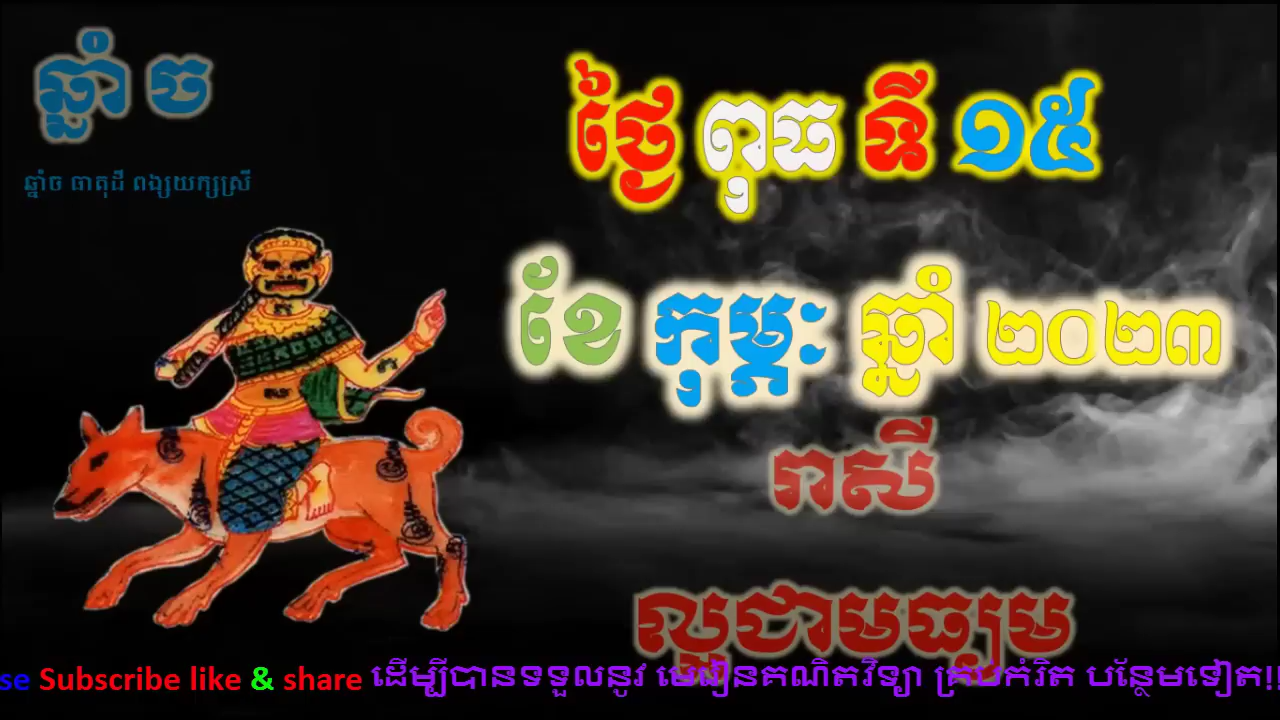 ឆ្នាំ ច
ឆ្នាំច ធាតុដី ពង្សយក្សស្រី
ថ្ងៃ ពុធ ទី ១៥
ខែ កុម្ភៈ ឆ្នាំ ២០២៣
រាសី
ល្អជាមធ្យម
se Subscribe like & share ដើម្បីបានទទួលនូវ មេរៀនគណិតវិទ្យា គ្រប់កំរិត បន្ថែមទៀត!!